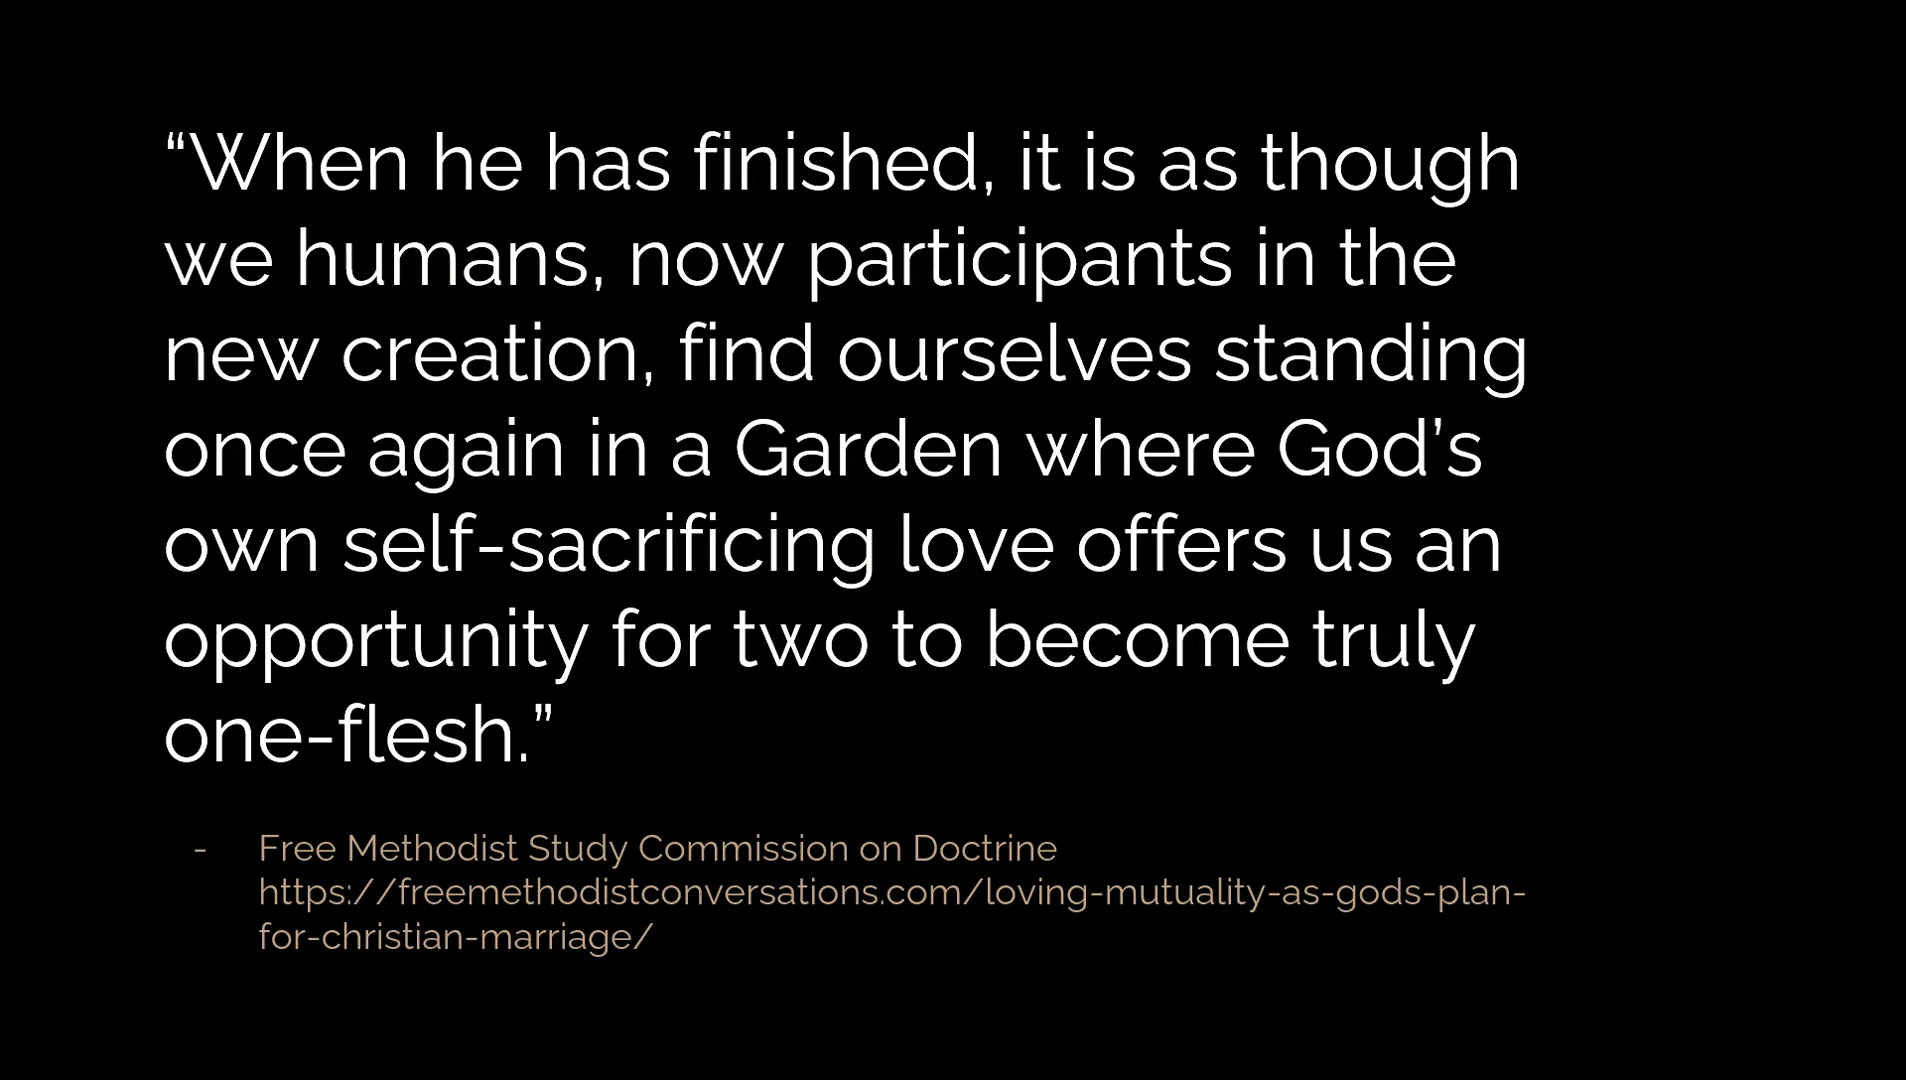 “When he has finished, it is as though
we humans, now participants in the
new creation, find ourselves standing
once again in a Garden where God’s
own self-sacrificing love offers us an
opportunity for two to become truly
one-flesh.”
- Free Methodist Study Commission on Doctrine
https://freemethodistconversations.com/loving-mutuality-as-gods-plan-
for-christian-marriage/